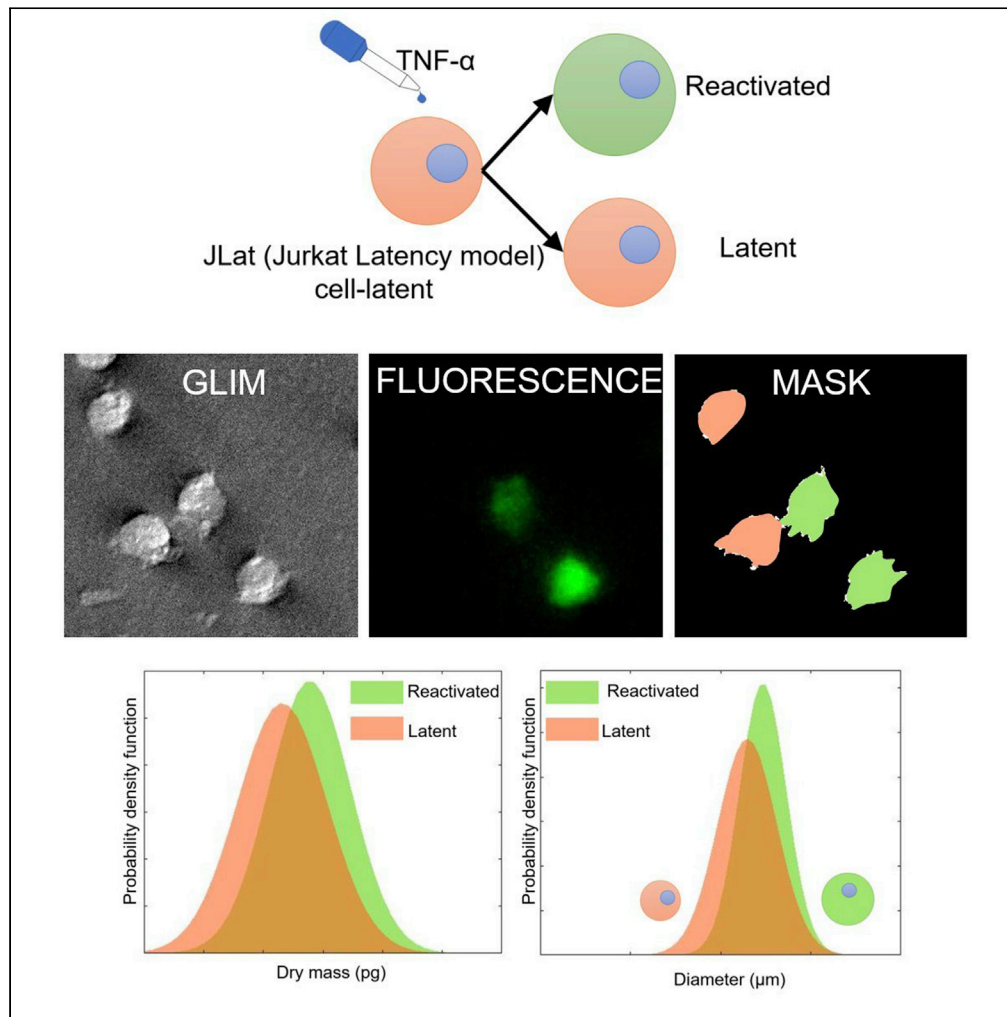 TNF-α
Reactivated
JLat (Jurkat Latency model)
cell-latent
Latent
GLIM
FLUORESCENCE
MASK
Probability density function
Reactivated
Latent
Dry mass (pg)
Probability density function
Reactivated
Latent
Diameter (µm)